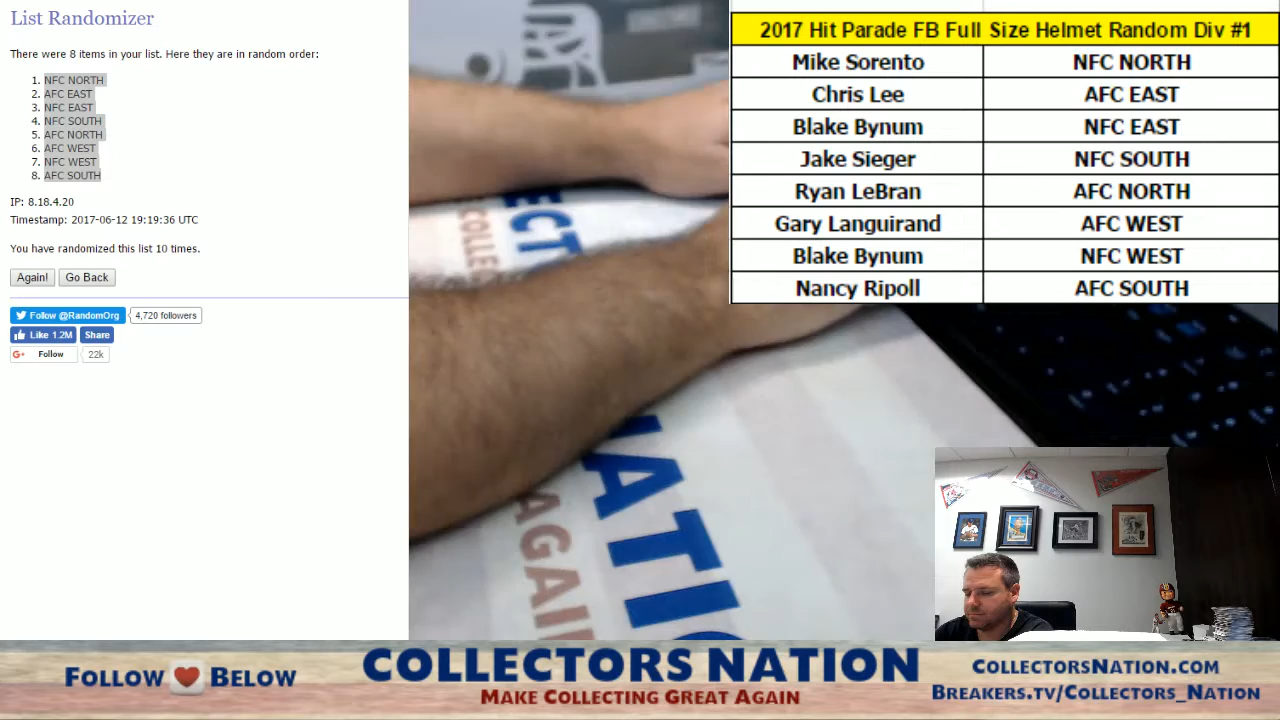 List Randomizer
There were 8 items in your list. Here they are in random order:
1. NFC NORTH
2. AFC EAST
3. NFC EAST
4. NFC SOUTH
5. AFC NORTH
6. AFC WEST
7. NFC WEST
8. AFC SOUTH
IP: 8.18.4.20
Timestamp: 2017-06-12 19:19:36 UTC
You have randomized this list 10 times.
Again! Go Back
Follow @RandomOrg 4,720 followers
Like 1.2M Share
G+ Follow 22k
2017 Hit Parade FB Full Size Helmet Random Div #1
Mike Sorento NFC NORTH
Chris Lee AFC EAST
Blake Bynum NFC EAST
Jake Sieger NFC SOUTH
Ryan LeBran AFC NORTH
Gary Languirand AFC WEST
Blake Bynum NFC WEST
Nancy Ripoll AFC SOUTH
ECT
COLLE
NATIO
AGAI
FOLLOW BELOW
COLLECTORS NATION
MAKE COLLECTING GREAT AGAIN
COLLECTORSNATION.COM
BREAKERS.TV/COLLECTORS_NATION